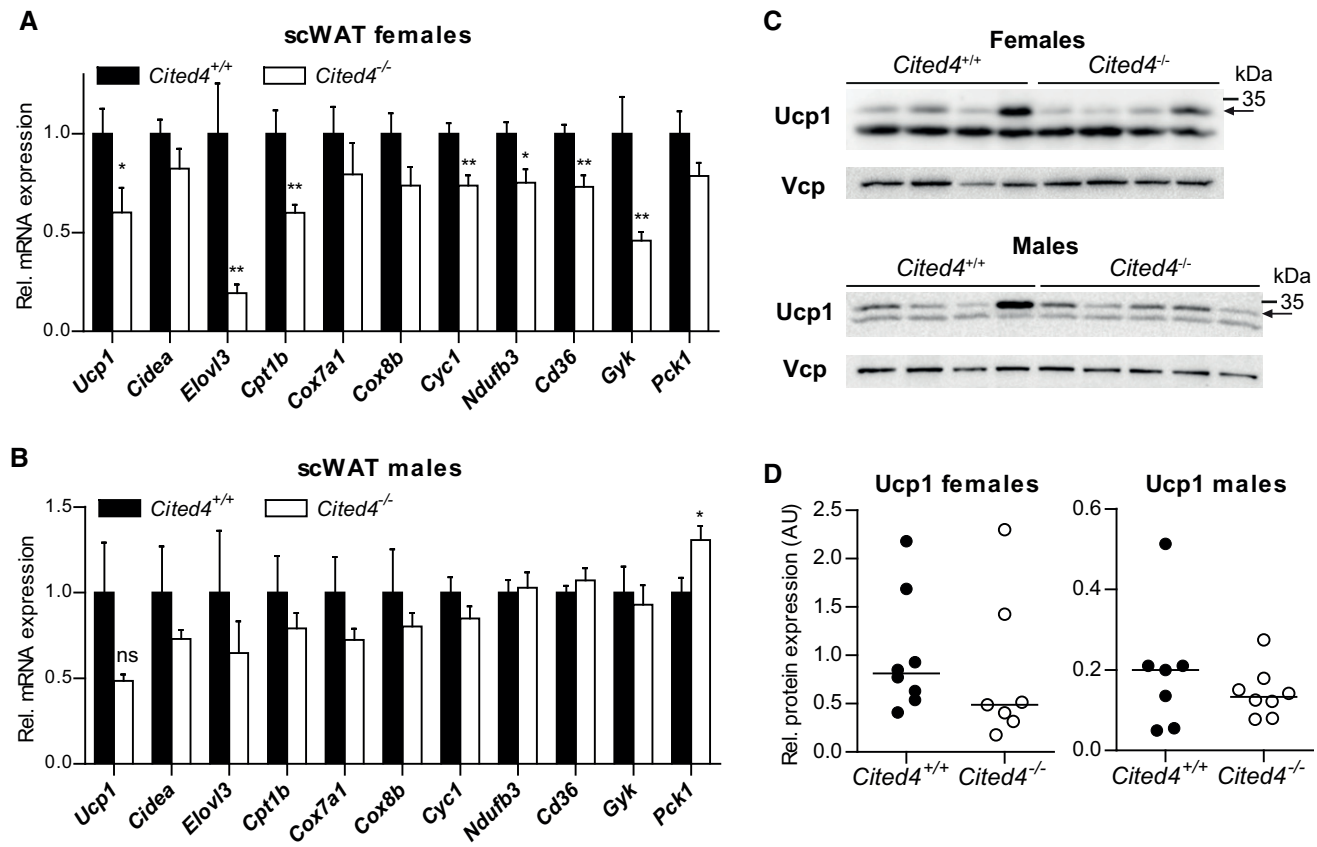 A
scWAT females
Cited4+/+ Cited4-/-
Rel. mRNA expression
1.0
0.5
0.0
* ** ** ** * ** **
Ucp1 Cidea Elovl3 Cpt1b Cox7a1 Cox8b Cyc1 Ndufb3 Cd36 Gyk Pck1
B
scWAT males
Cited4+/+ Cited4-/-
Rel. mRNA expression
1.5
1.0
0.5
0.0
ns *
Ucp1 Cidea Elovl3 Cpt1b Cox7a1 Cox8b Cyc1 Ndufb3 Cd36 Gyk Pck1
C
Females
Cited4+/+ Cited4-/-
kDa
35
Ucp1
Vcp
Males
Cited4+/+ Cited4-/-
kDa
35
Ucp1
Vcp
D
Ucp1 females
Rel. protein expression (AU)
2.5
2.0
1.5
1.0
0.5
0.0
Cited4+/+ Cited4-/-
Ucp1 males
0.6
0.4
0.2
0.0
Cited4+/+ Cited4-/-